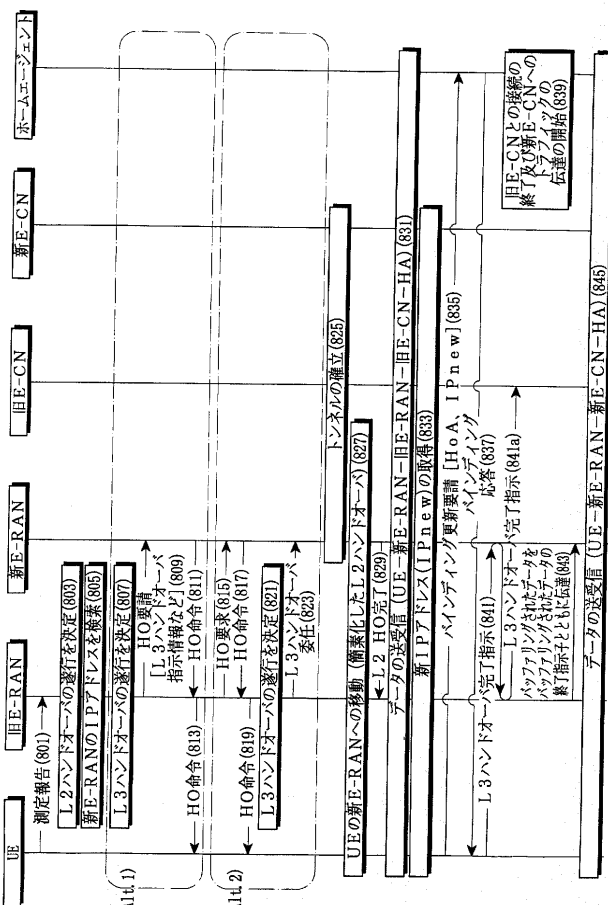 UE
旧E-RAN
新E-RAN
旧E-CN
新E-CN
ホームエージェント
測定報告(801)
L2ハンドオーバの遂行を決定(803)
新E-RANのIPアドレスを検索(805)
L3ハンドオーバの遂行を決定(807)
HO要請
[L3ハンドオーバ
指示情報など](809)
HO命令(811)
HO命令(813)
lt.1)
HO要求(815)
HO命令(817)
HO命令(819)
L3ハンドオーバの遂行を決定(821)
L3ハンドオーバ
委任(823)
lt.2)
トンネルの確立(825)
UEの新E-RANへの移動(簡素化したL2ハンドオーバ)(827)
L2 HO完了(829)
データの送受信(UE-新E-RAN-旧E-RAN-旧E-CN-HA)(831)
新IPアドレス(IPnew)の取得(833)
バインディング更新要請[HoA、IPnew](835)
バインディング
応答(837)
旧E-CNとの接続の
終了及び新E-CNへの
トラフィックの
伝達の開始(839)
L3ハンドオーバ完了指示(841)
L3ハンドオーバ完了指示(841a)
バッファリングされたデータを
バッファリングされたデータの
終了指示子とともに伝達(843)
データの送受信(UE-新E-RAN-新E-CN-HA)(845)